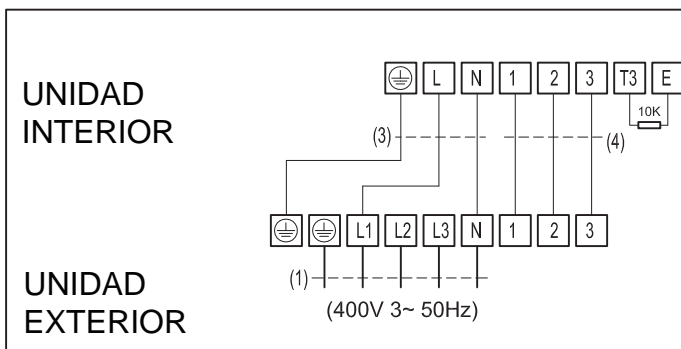 UNIDAD
INTERIOR
L N 1 2 3 T3 E
10K
(3)
(4)
L1 L2 L3 N 1 2 3
(1)
UNIDAD
EXTERIOR
(400V 3~ 50Hz)